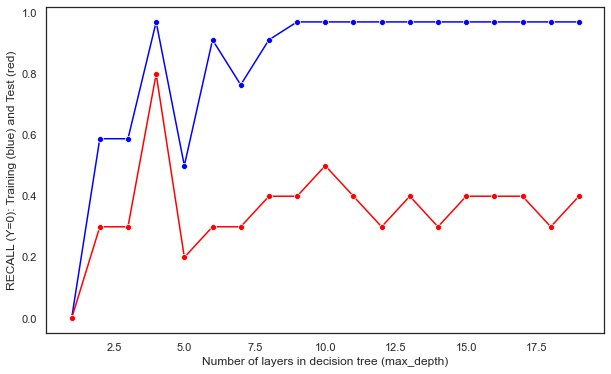 RECALL (Y=0): Training (blue) and Test (red)
1.0
0.8
0.6
0.4
0.2
0.0
2.5 5.0 7.5 10.0 12.5 15.0 17.5
Number of layers in decision tree (max_depth)